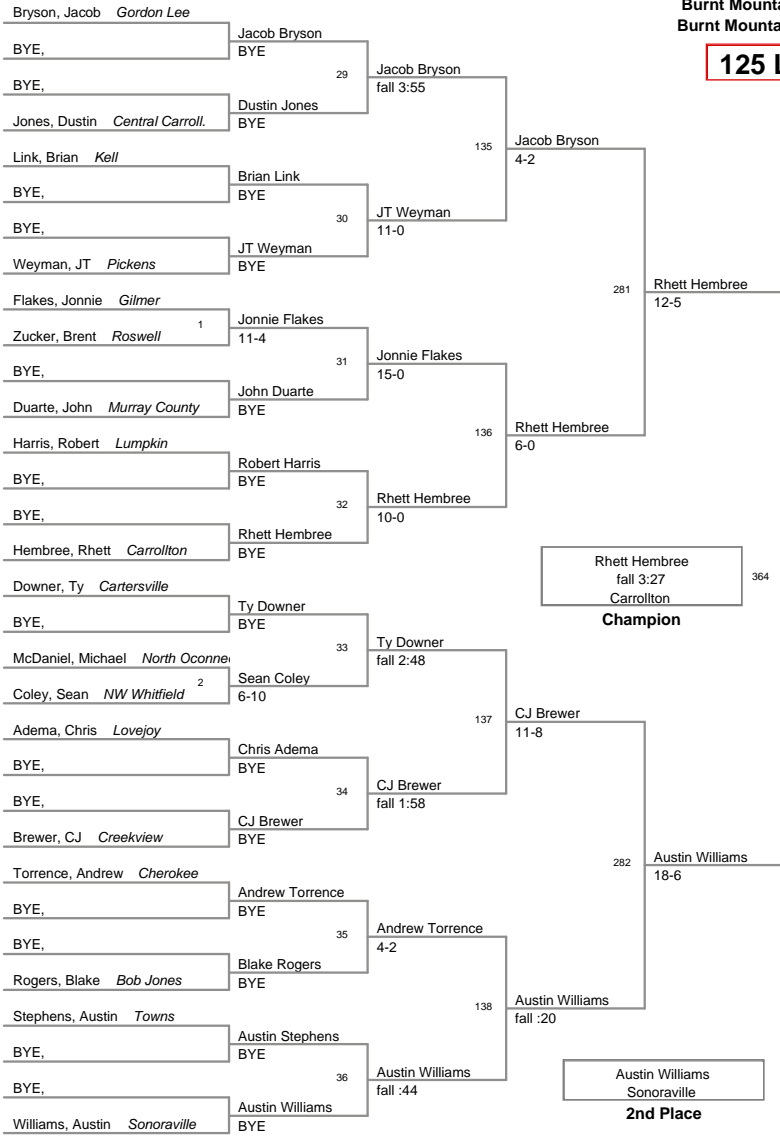 Burnt Mounta
Burnt Mounta
125 L
Bryson, Jacob Gordon Lee
BYE,
BYE,
Jones, Dustin Central Carroll.
Link, Brian Kell
BYE,
BYE,
Weyman, JT Pickens
Flakes, Jonnie Gilmer
1
Zucker, Brent Roswell
BYE,
Duarte, John Murray County
Harris, Robert Lumpkin
BYE,
BYE,
Hembree, Rhett Carrollton
Downer, Ty Cartersville
BYE,
McDaniel, Michael North Oconne
2
Coley, Sean NW Whitfield
Adema, Chris Lovejoy
BYE,
BYE,
Brewer, CJ Creekview
Torrence, Andrew Cherokee
BYE,
BYE,
Rogers, Blake Bob Jones
Stephens, Austin Towns
BYE,
BYE,
Williams, Austin Sonoraville
Jacob Bryson
BYE
29
Dustin Jones
BYE
Brian Link
BYE
30
JT Weyman
BYE
Jonnie Flakes
11-4
31
John Duarte
BYE
Robert Harris
BYE
32
Rhett Hembree
BYE
Ty Downer
BYE
33
Sean Coley
6-10
Chris Adema
BYE
34
CJ Brewer
BYE
Andrew Torrence
BYE
35
Blake Rogers
BYE
Austin Stephens
BYE
36
Austin Williams
BYE
Jacob Bryson
fall 3:55
135
JT Weyman
11-0
Jonnie Flakes
15-0
136
Rhett Hembree
10-0
Ty Downer
fall 2:48
137
CJ Brewer
fall 1:58
Andrew Torrence
4-2
138
Austin Williams
fall :44
Jacob Bryson
4-2
281
Rhett Hembree
6-0
CJ Brewer
11-8
282
Austin Williams
fall :20
Rhett Hembree
12-5
Austin Williams
18-6
Rhett Hembree
fall 3:27
364
Carrollton
Champion
Austin Williams
Sonoraville
2nd Place